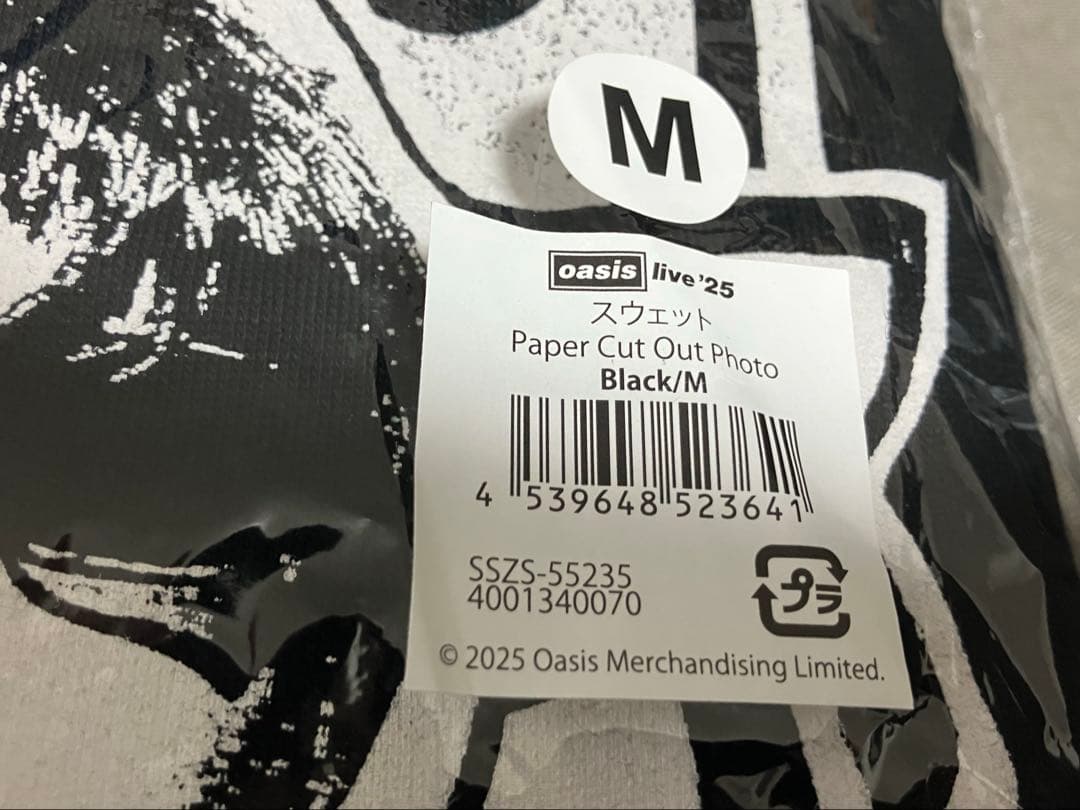 M
oasis live '25
スウェット
Paper Cut Out Photo
Black/M
4 539648 523641
SSZS-55235
4001340070
プラ
© 2025 Oasis Merchandising Limited.